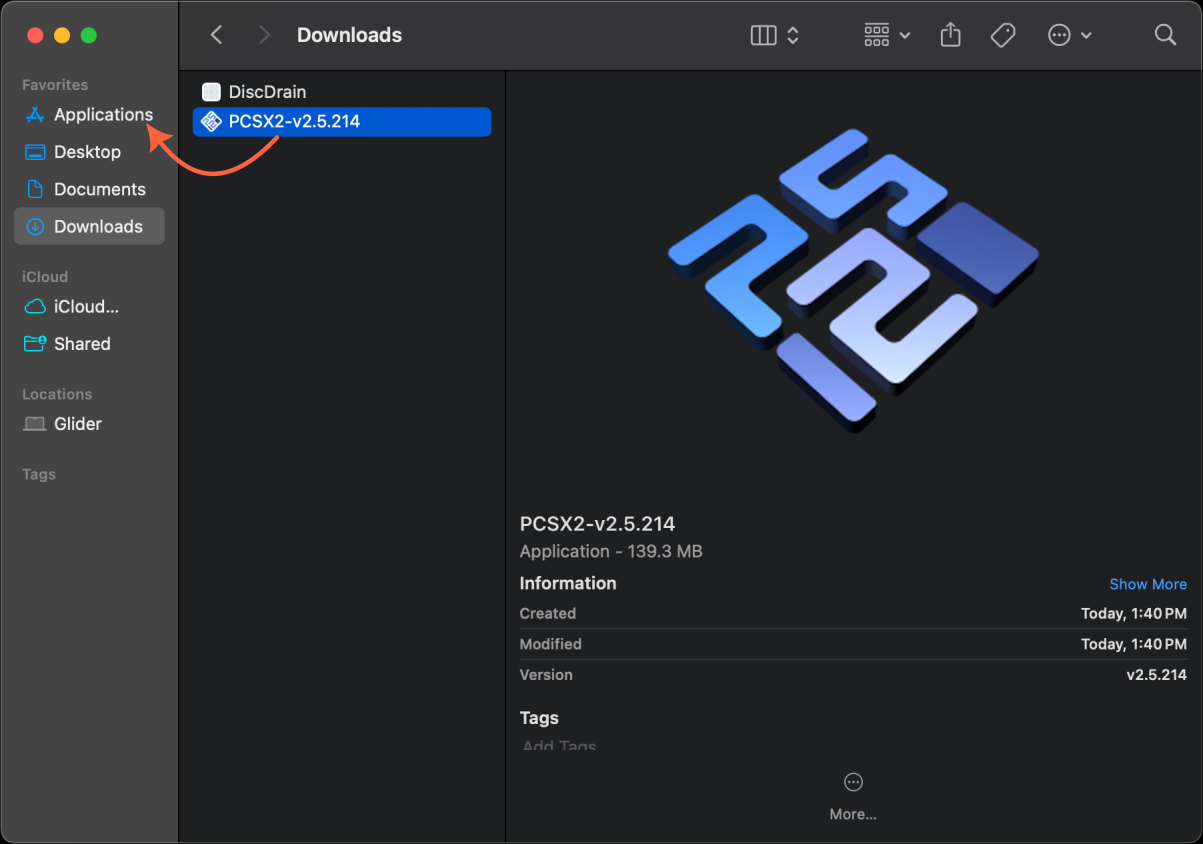 Downloads
Favorites
Applications
Desktop
Documents
Downloads
iCloud
iCloud...
Shared
Locations
Glider
Tags
DiscDrain
PCSX2-v2.5.214
PCSX2-v2.5.214
Application - 139.3 MB
Information Show More
Created Today, 1:40 PM
Modified Today, 1:40 PM
Version v2.5.214
Tags
Add Tags
More...